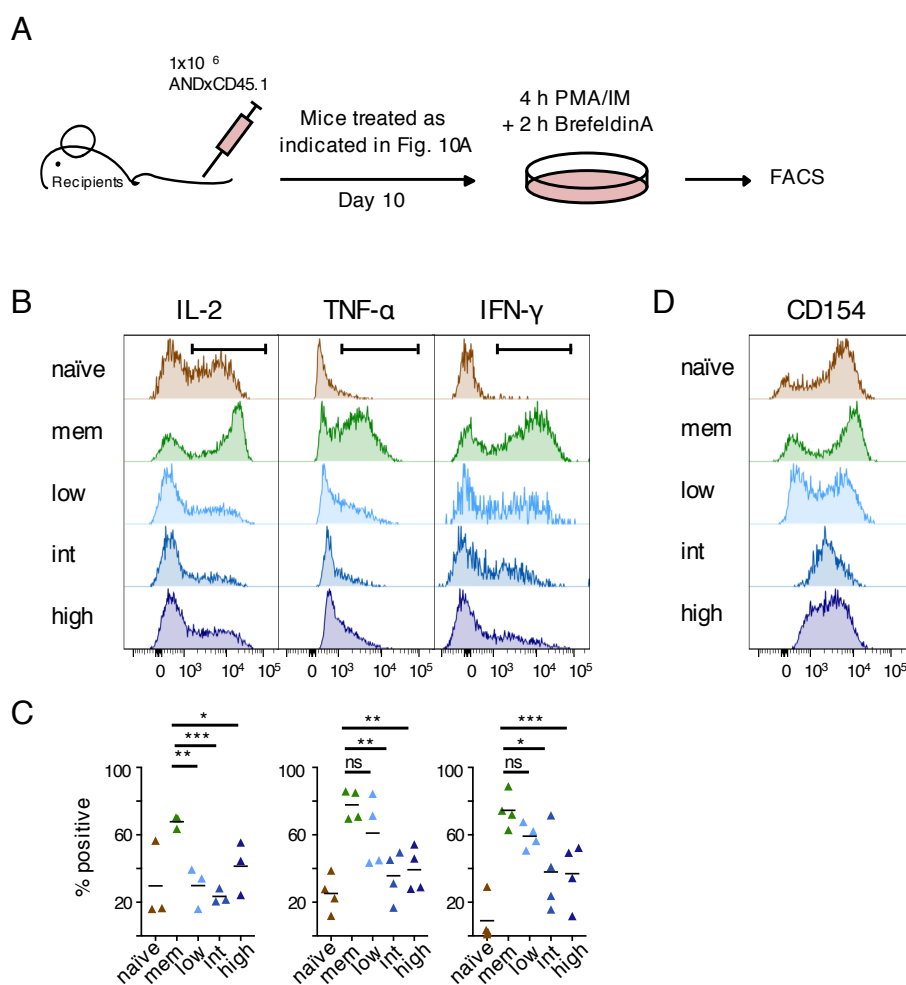 A
1x10 6
ANDxCD45.1
Recipients
Mice treated as
indicated in Fig. 10A
Day 10
4 h PMA/IM
+ 2 h BrefeldinA
FACS
B
IL-2 TNF-α IFN-γ
naïve
mem
low
int
high
0 10³ 10⁴ 10⁵ 0 10³ 10⁴ 10⁵ 0 10³ 10⁴ 10⁵
D
CD154
naïve
mem
low
int
high
0 10³ 10⁴ 10⁵
C
% positive
100
60
20
*
***
**
naïve mem low Int high
100
60
20
**
**
ns
naïve mem low Int high
100
60
20
***
*
ns
naïve mem low Int high